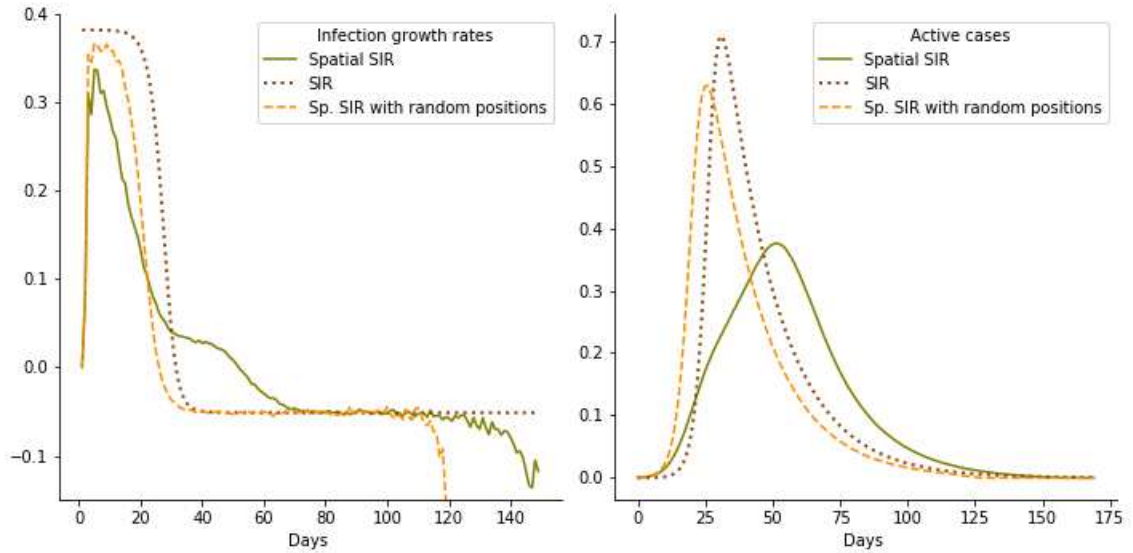 Infection growth rates
Spatial SIR
SIR
Sp. SIR with random positions
0.4
0.3
0.2
0.1
0.0
−0.1
0 20 40 60 80 100 120 140
Days
Active cases
Spatial SIR
SIR
Sp. SIR with random positions
0.7
0.6
0.5
0.4
0.3
0.2
0.1
0.0
0 25 50 75 100 125 150 175
Days